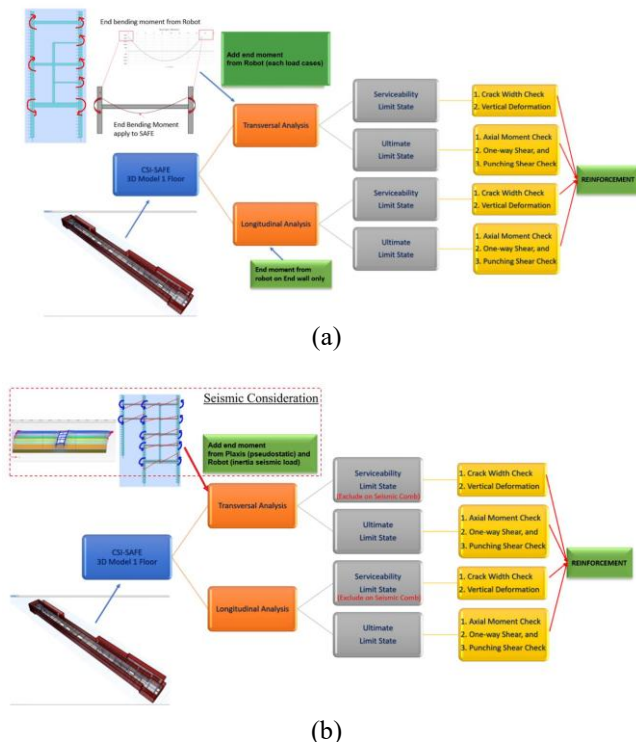 End bending moment from Robot
Add end moment
from Robot (each load cases)
End Bending Moment
apply to SAFE
Transversal Analysis
Serviceability
Limit State
1. Crack Width Check
2. Vertical Deformation
Ultimate
Limit State
1. Axial Moment Check
2. One-way Shear, and
3. Punching Shear Check
CSI-SAFE
3D Model 1 Floor
REINFORCEMENT
Longitudinal Analysis
Serviceability
Limit State
1. Crack Width Check
2. Vertical Deformation
Ultimate
Limit State
1. Axial Moment Check
2. One-way Shear, and
3. Punching Shear Check
End moment from
robot on End wall only
(a)
Seismic Consideration
Add end moment
from Plaxis (pseudostatic) and
Robot (inertia seismic load)
Transversal Analysis
Serviceability
Limit State
(Exclude on Seismic Comb)
1. Crack Width Check
2. Vertical Deformation
Ultimate
Limit State
1. Axial Moment Check
2. One-way Shear, and
3. Punching Shear Check
CSI-SAFE
3D Model 1 Floor
REINFORCEMENT
Longitudinal Analysis
Serviceability
Limit State
(Exclude on Seismic Comb)
1. Crack Width Check
2. Vertical Deformation
Ultimate
Limit State
1. Axial Moment Check
2. One-way Shear, and
3. Punching Shear Check
(b)